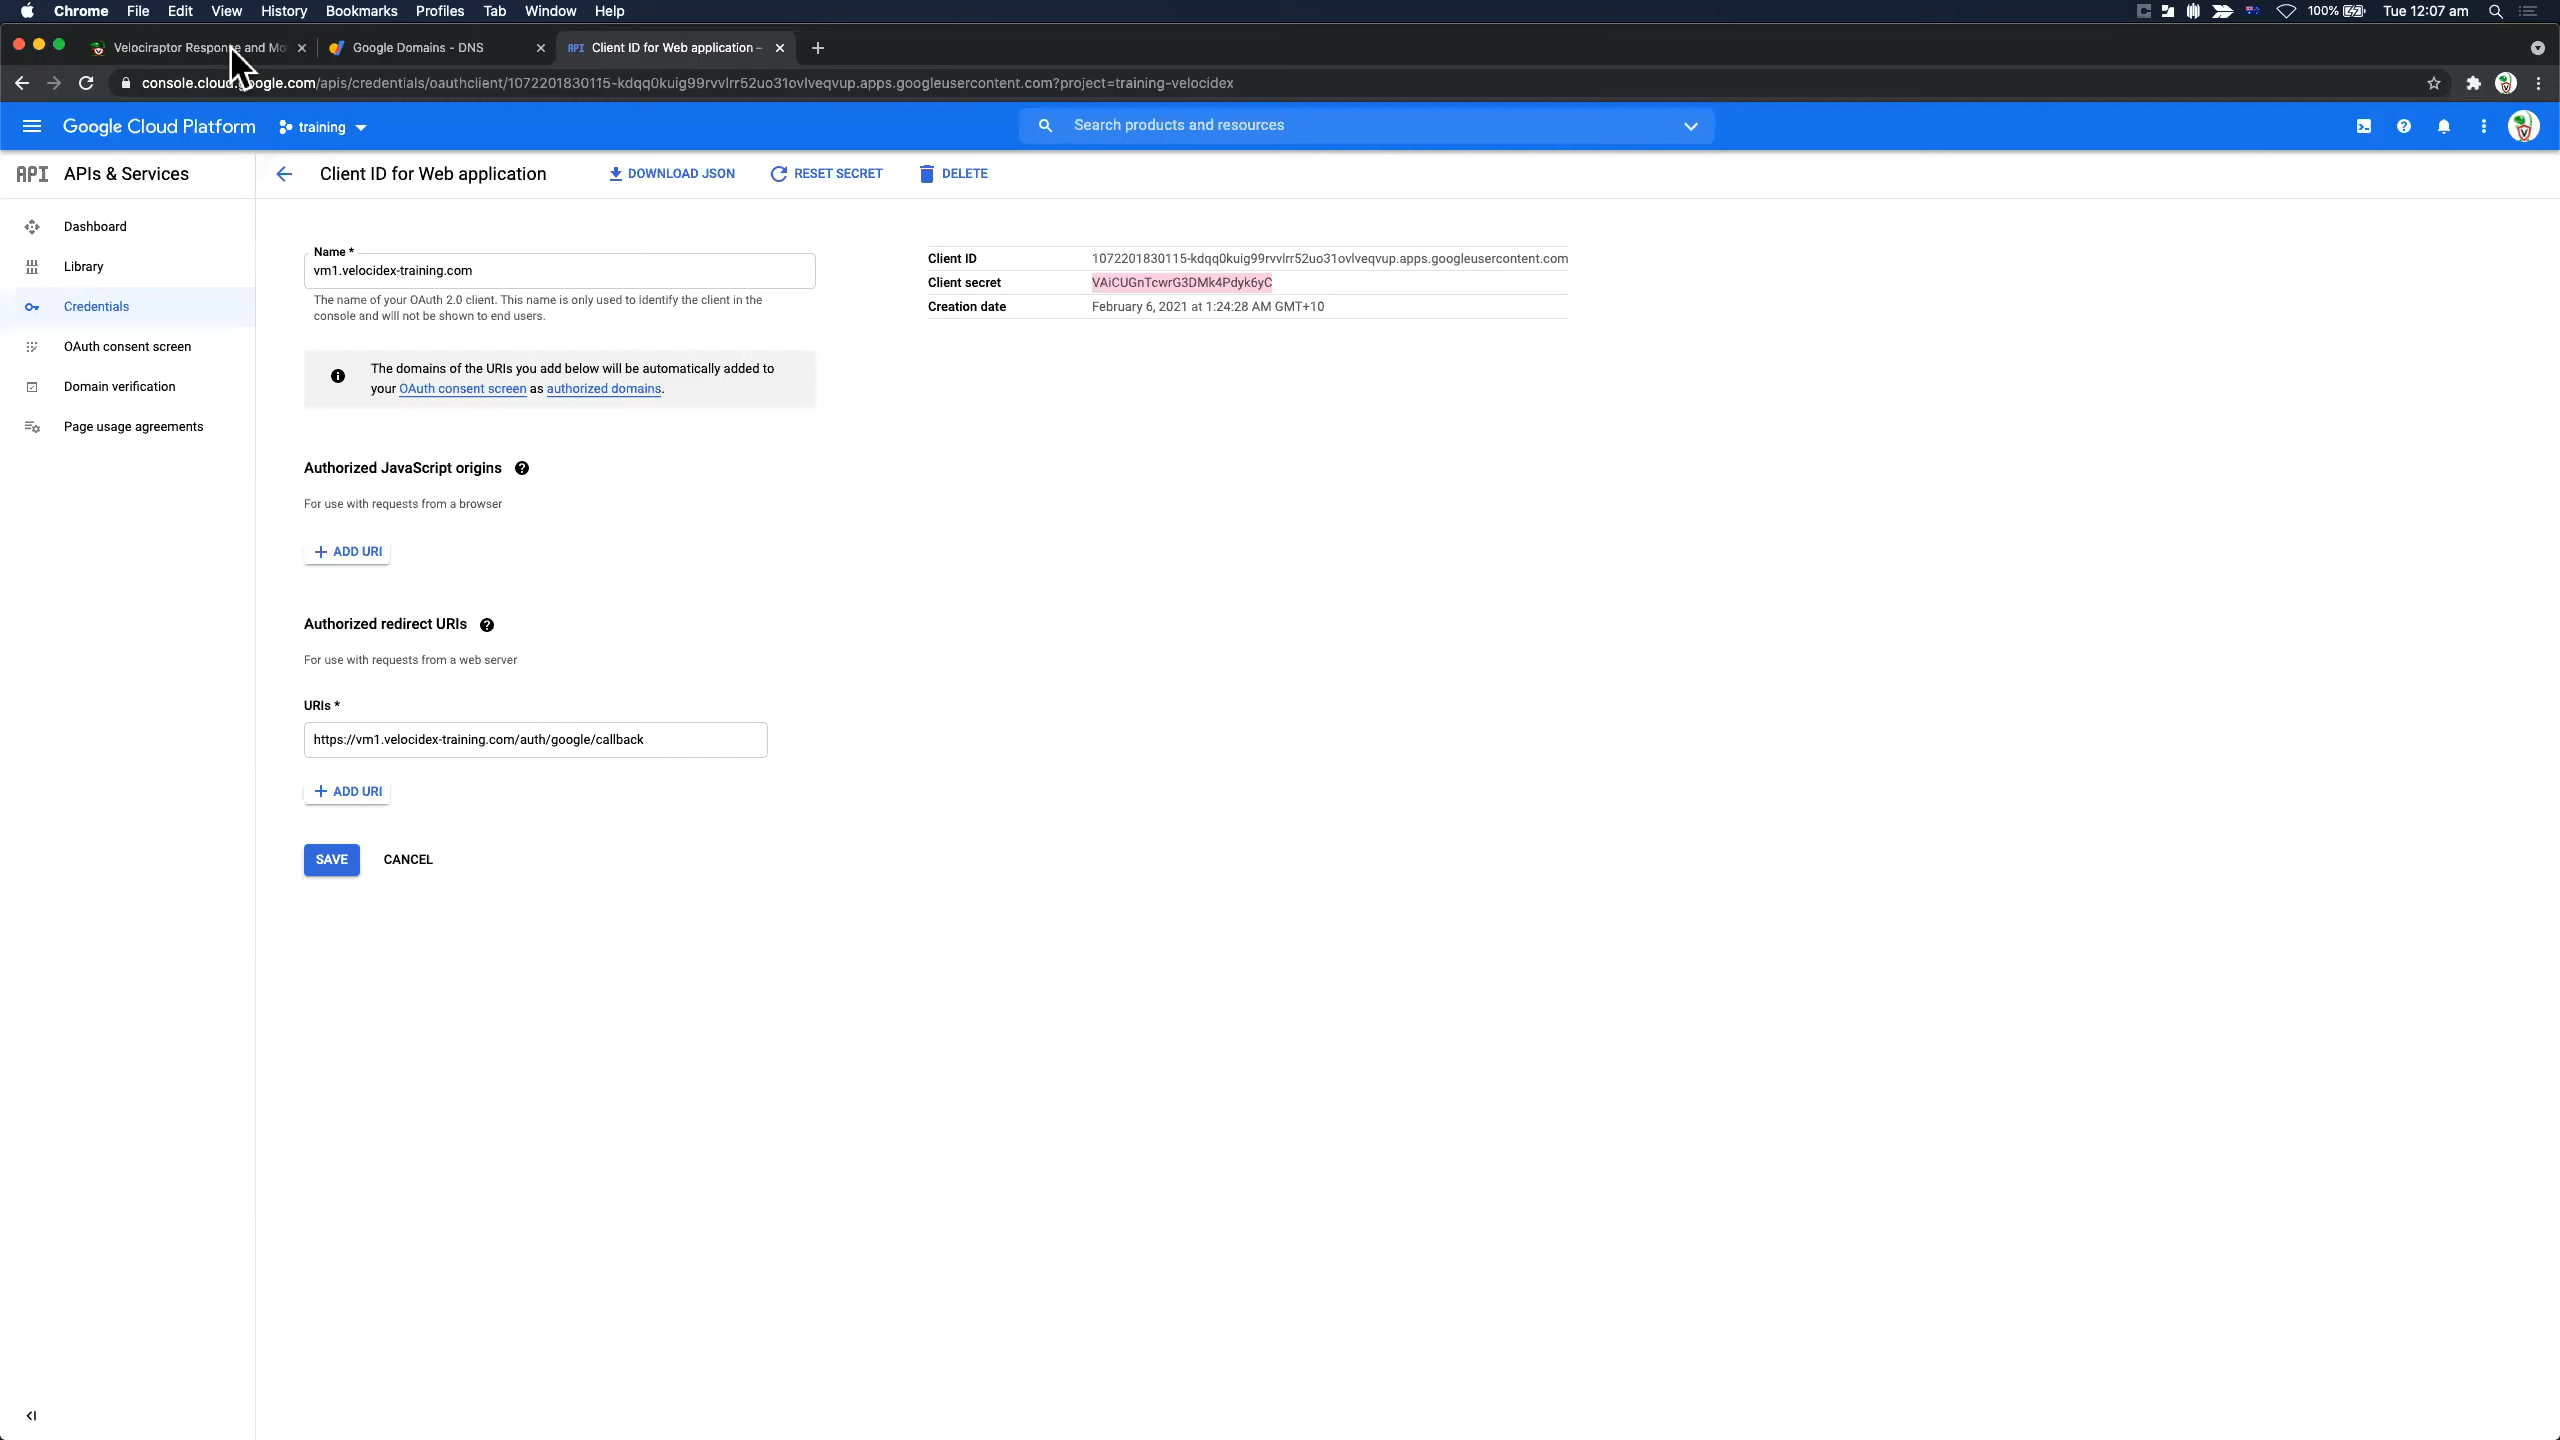 Chrome File Edit View History Bookmarks Profiles Tab Window Help 100% Tue 12:07 am
Velociraptor Response and Mo Google Domains - DNS API Client ID for Web application –
console.cloud.google.com/apis/credentials/oauthclient/1072201830115-kdqq0kuig99rvvlrr52uo31ovlveqvup.apps.googleusercontent.com?project=training-velocidex
Google Cloud Platform training Search products and resources
API APIs & Services
Client ID for Web application DOWNLOAD JSON RESET SECRET DELETE
Dashboard
Library
Credentials
OAuth consent screen
Domain verification
Page usage agreements
Name *
vm1.velocidex-training.com
The name of your OAuth 2.0 client. This name is only used to identify the client in the
console and will not be shown to end users.
The domains of the URIs you add below will be automatically added to
your OAuth consent screen as authorized domains.
Authorized JavaScript origins
For use with requests from a browser
ADD URI
Authorized redirect URIs
For use with requests from a web server
URIs *
https://vm1.velocidex-training.com/auth/google/callback
ADD URI
SAVE CANCEL
Client ID 1072201830115-kdqq0kuig99rvvlrr52uo31ovlveqvup.apps.googleusercontent.com
Client secret VAiCUGnTcwrG3DMk4Pdyk6yC
Creation date February 6, 2021 at 1:24:28 AM GMT+10